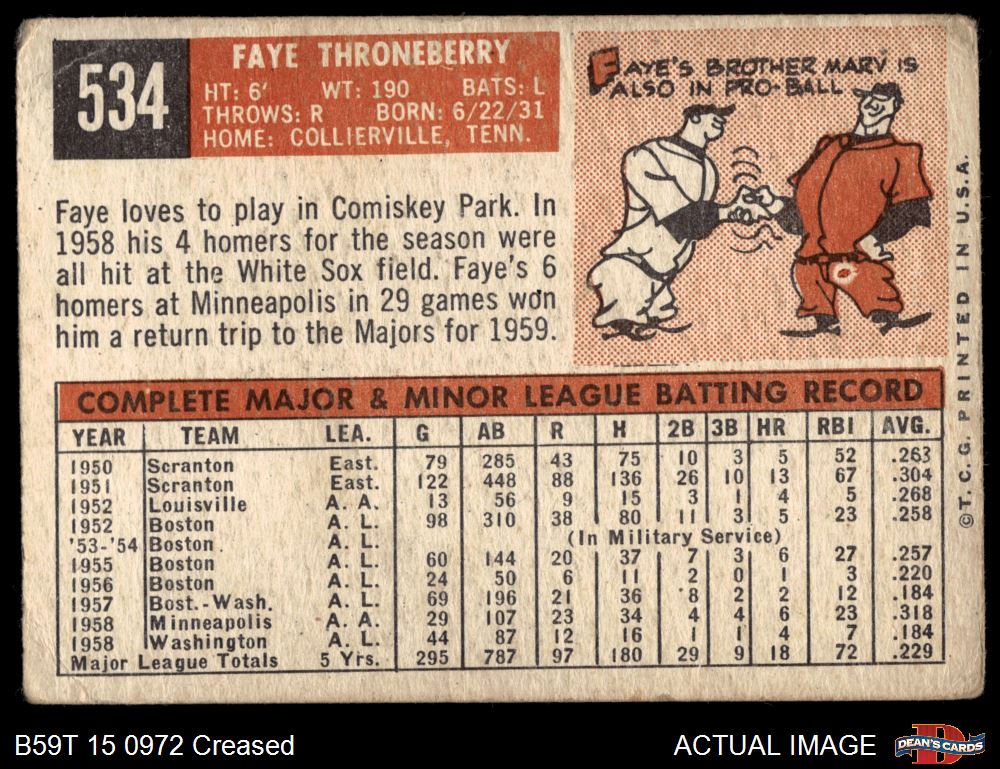 534
FAYE THRONEBERRY
HT: 6' WT: 190 BATS: L
THROWS: R BORN: 6/22/31
HOME: COLLIERVILLE, TENN.
FAYE'S BROTHER MARV IS
ALSO IN PRO-BALL
Faye loves to play in Comiskey Park. In
1958 his 4 homers for the season were
all hit at the White Sox field. Faye's 6
homers at Minneapolis in 29 games won
him a return trip to the Majors for 1959.
COMPLETE MAJOR & MINOR LEAGUE BATTING RECORD
YEAR TEAM LEA. G AB R H 2B 3B HR RBI AVG.
1950 Scranton East. 79 285 43 75 10 3 5 52 .263
1951 Scranton East. 122 448 88 136 26 10 13 67 .304
1952 Louisville A. A. 13 56 9 15 3 1 4 5 .268
1952 Boston A. L. 98 310 38 80 11 3 5 23 .258
'53-'54 Boston A. L. (In Military Service)
1955 Boston A. L. 60 144 20 37 7 3 6 27 .257
1956 Boston A. L. 24 50 6 11 2 0 1 3 .220
1957 Bost.-Wash. A. L. 69 196 21 36 8 2 2 12 .184
1958 Minneapolis A. A. 29 107 23 34 4 4 6 23 .318
1958 Washington A. L. 44 87 12 16 1 1 4 7 .184
Major League Totals 5 Yrs. 295 787 97 180 29 9 18 72 .229
©T. C. G. PRINTED IN U.S.A.
B59T 15 0972 Creased
ACTUAL IMAGE
D
DEAN'S CARDS